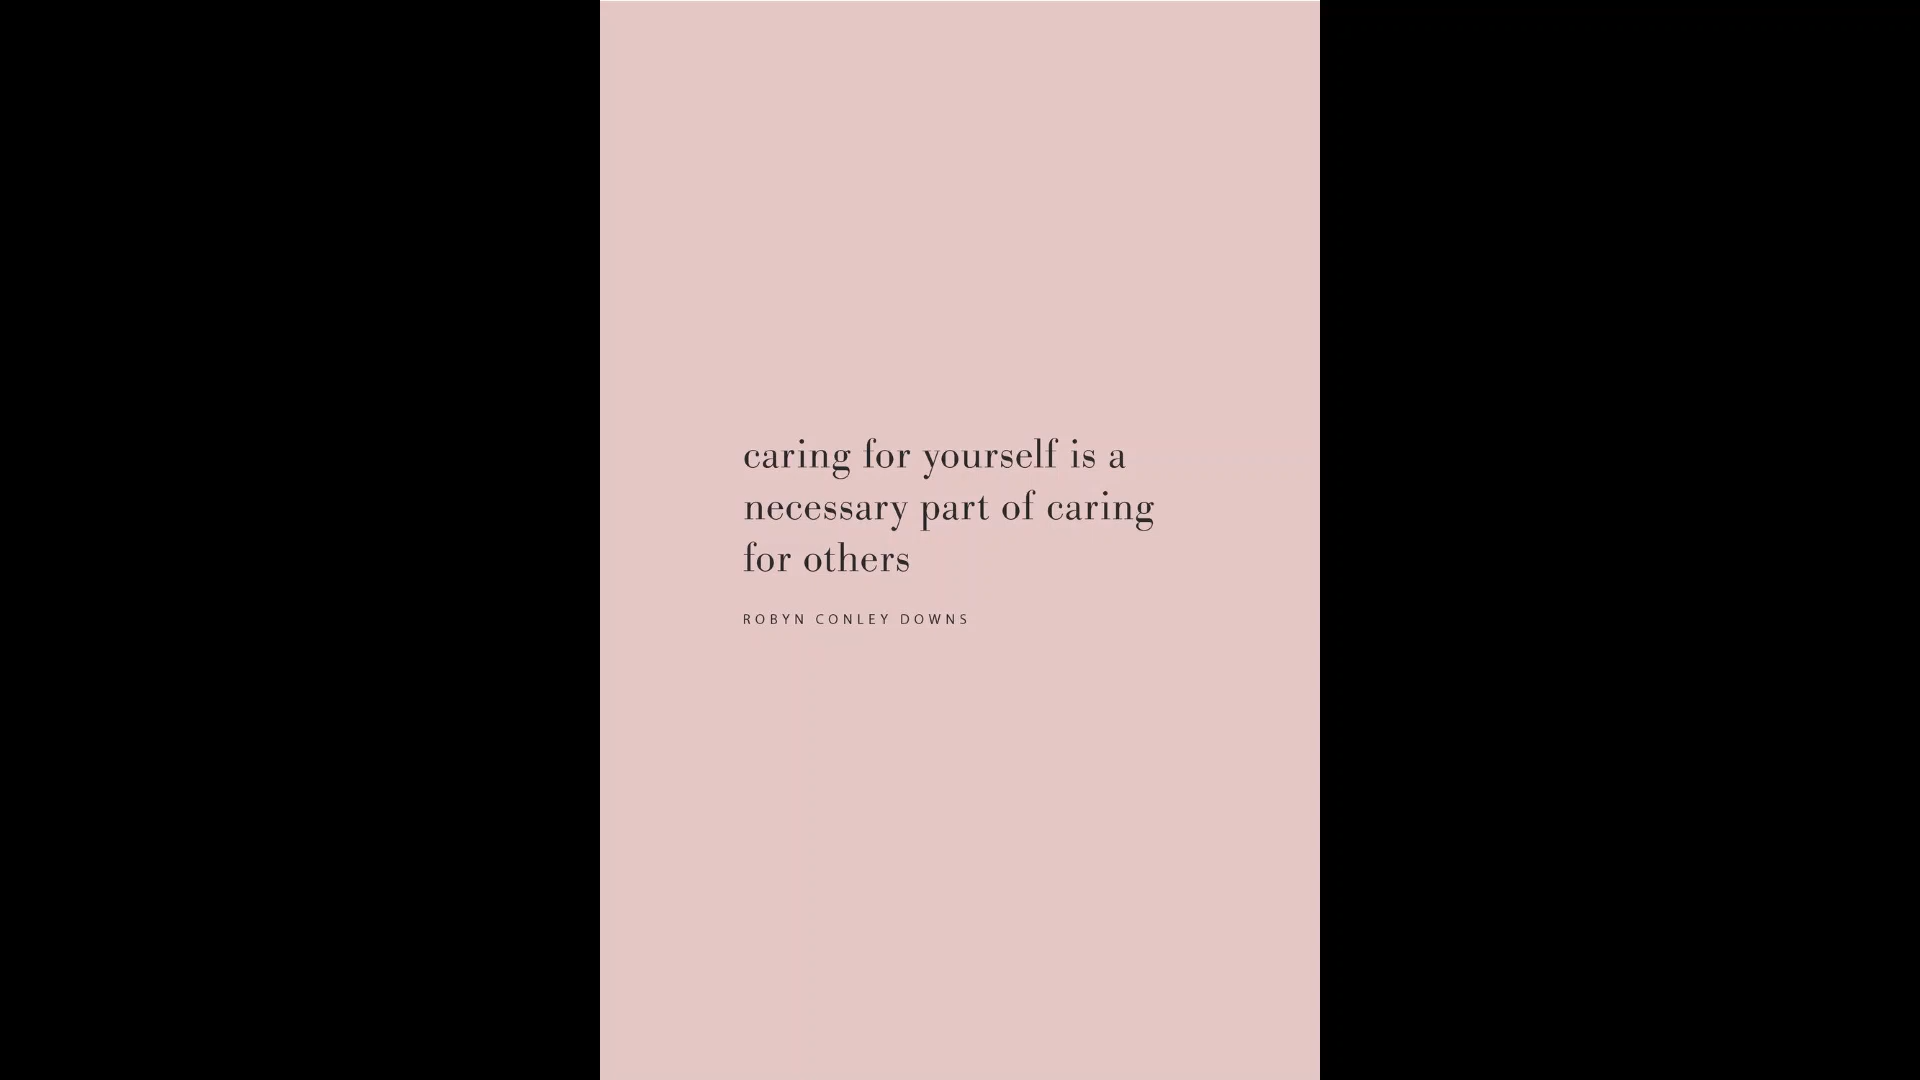 caring for yourself is a
necessary part of caring
for others
ROBYN CONLEY DOWNS